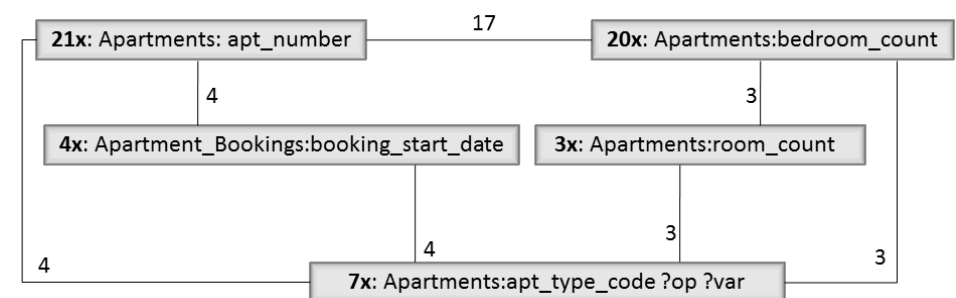 17
21x: Apartments: apt_number
20x: Apartments:bedroom_count
4
3
4x: Apartment_Bookings:booking_start_date
3x: Apartments:room_count
4
3
4
3
7x: Apartments:apt_type_code ?op ?var